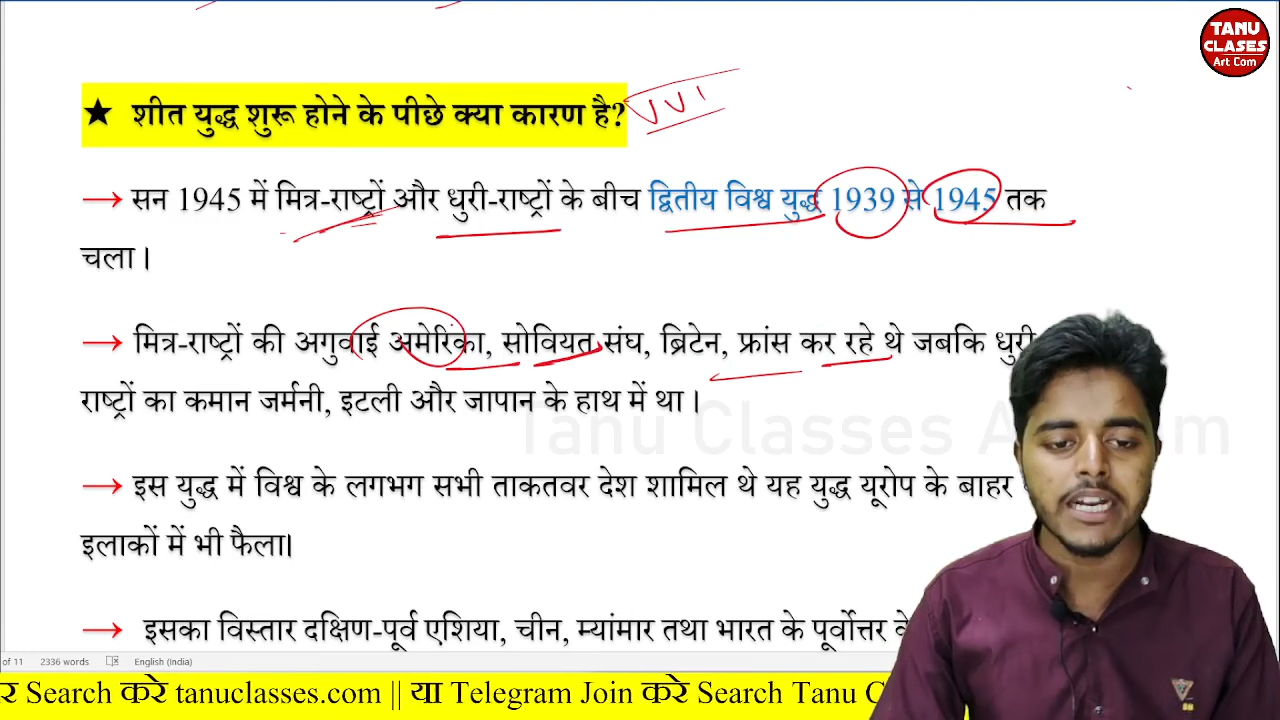 TANU
CLASES
Art Com
★ शीत युद्ध शुरू होने के पीछे क्या कारण है?
VVI
→ सन 1945 में मित्र-राष्ट्रों और धुरी-राष्ट्रों के बीच द्वितीय विश्व युद्ध 1939 से 1945 तक
चला।
→ मित्र-राष्ट्रों की अगुवाई अमेरिका, सोवियत संघ, ब्रिटेन, फ्रांस कर रहे थे जबकि धुरी
राष्ट्रों का कमान जर्मनी, इटली और जापान के हाथ में था।
Tanu Classes A
→ इस युद्ध में विश्व के लगभग सभी ताकतवर देश शामिल थे यह युद्ध यूरोप के बाहर
इलाकों में भी फैला।
→ इसका विस्तार दक्षिण-पूर्व एशिया, चीन, म्यांमार तथा भारत के पूर्वोत्तर
of 11 2336 words English (India)
र Search करे tanuclasses.com || या Telegram Join करे Search Tanu C